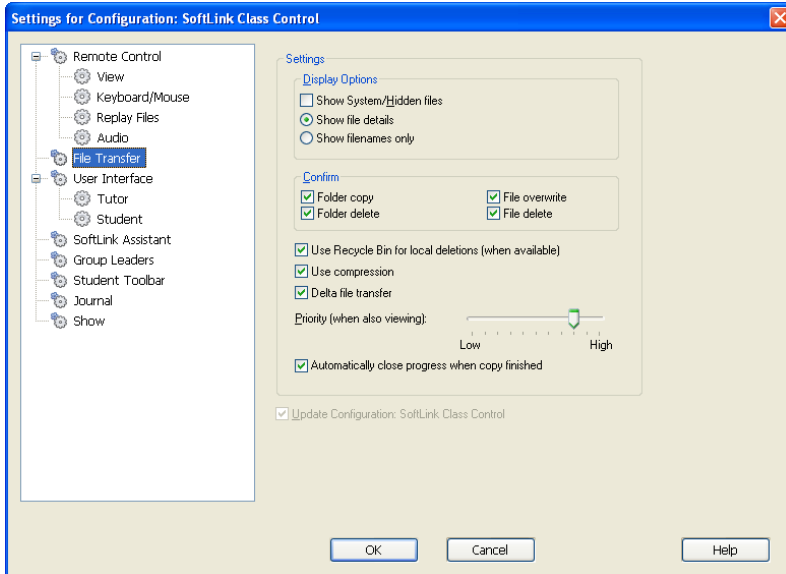 Settings for Configuration: SoftLink Class Control
Remote Control
View
Keyboard/Mouse
Replay Files
Audio
File Transfer
User Interface
Tutor
Student
SoftLink Assistant
Group Leaders
Student Toolbar
Journal
Show
Settings
Display Options
Show System/Hidden files
Show file details
Show filenames only
Confirm
Folder copy File overwrite
Folder delete File delete
Use Recycle Bin for local deletions (when available)
Use compression
Delta file transfer
Priority (when also viewing):
Low High
Automatically close progress when copy finished
Update Configuration: SoftLink Class Control
OK Cancel Help